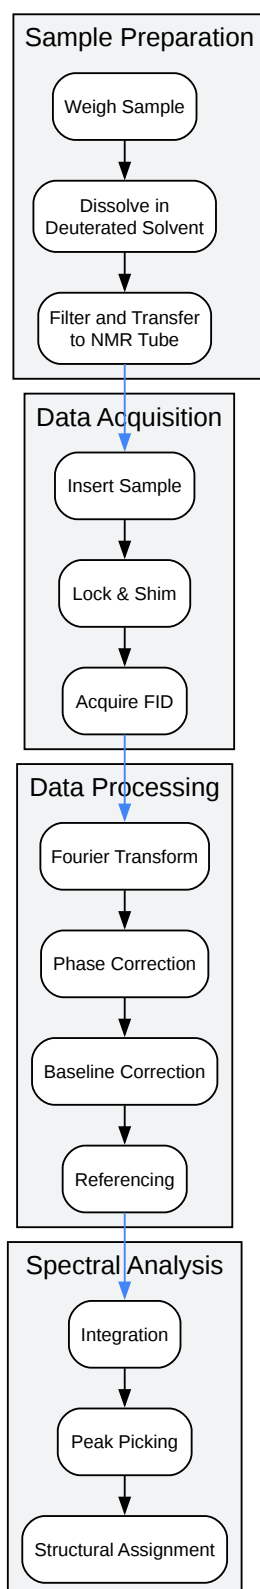 Sample Preparation
Weigh Sample
Dissolve in
Deuterated Solvent
Filter and Transfer
to NMR Tube
Data Acquisition
Insert Sample
Lock & Shim
Acquire FID
Data Processing
Fourier Transform
Phase Correction
Baseline Correction
Referencing
Spectral Analysis
Integration
Peak Picking
Structural Assignment